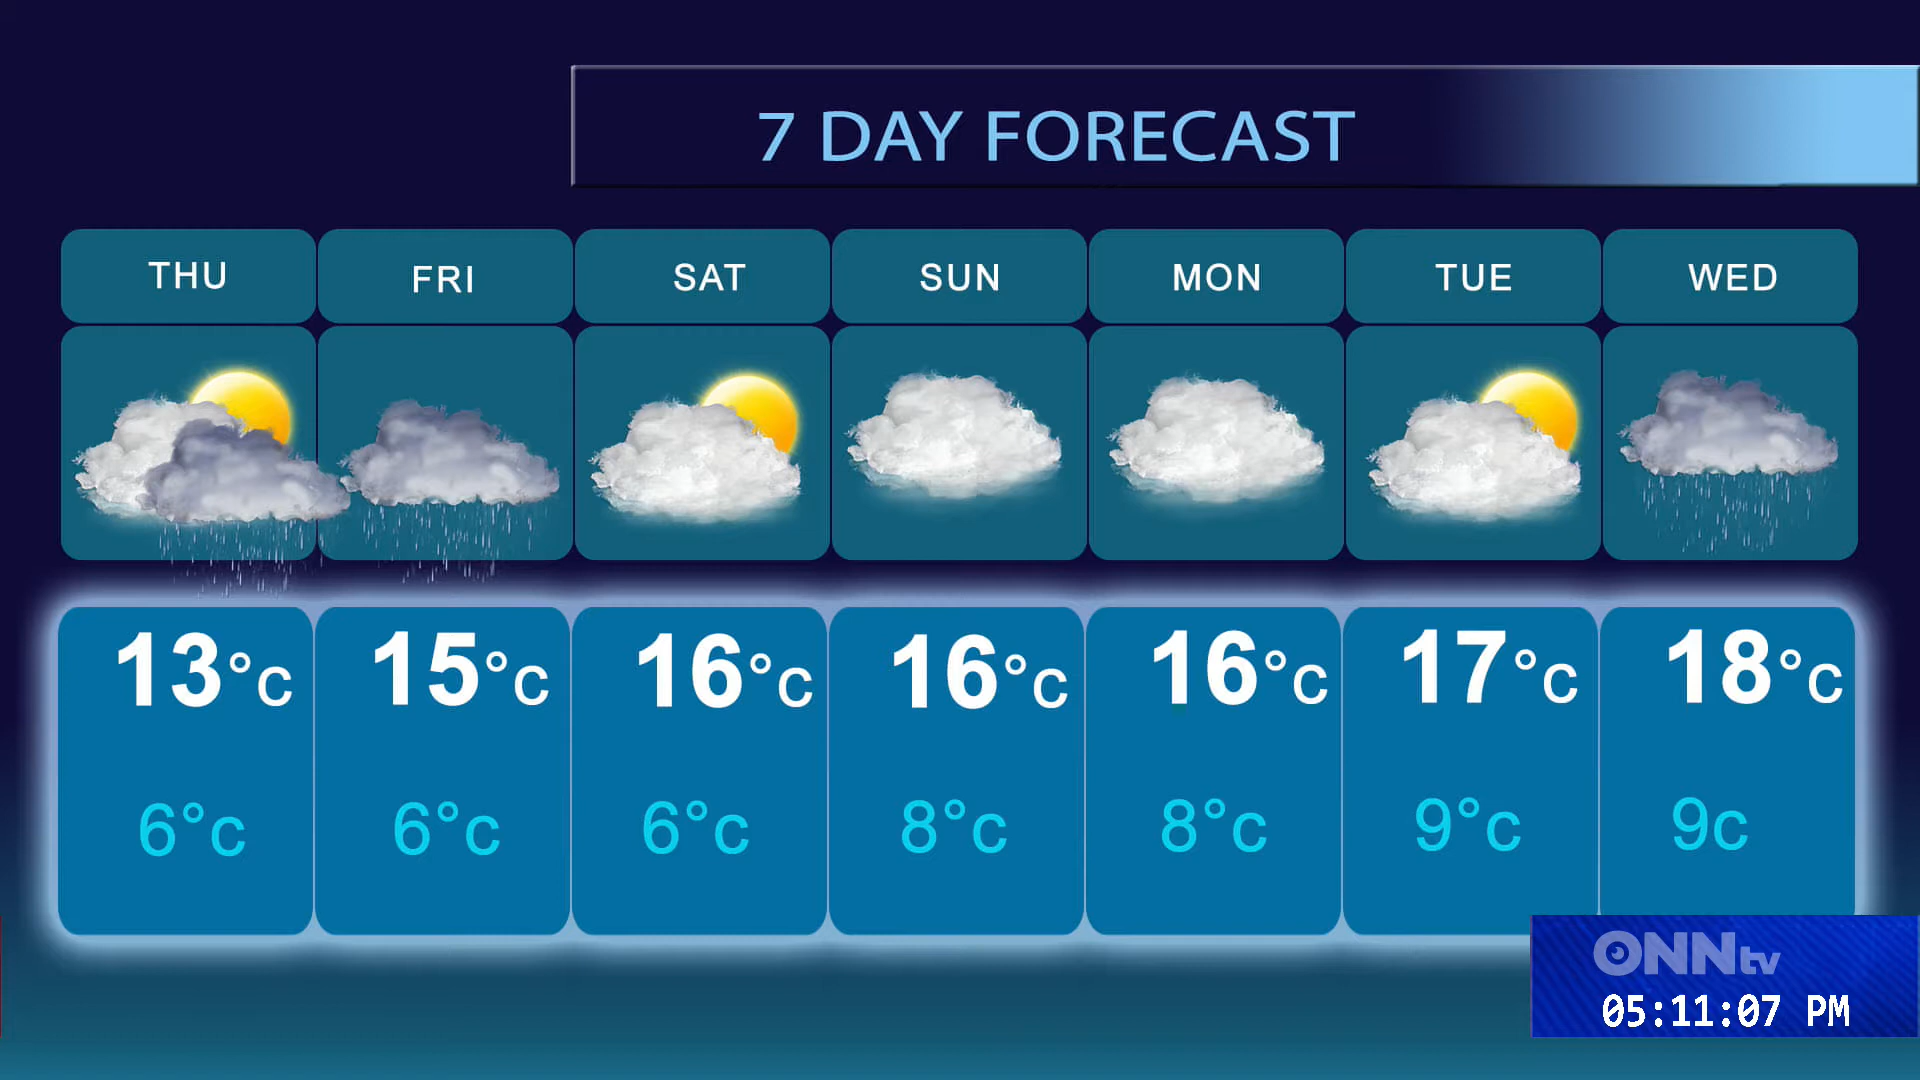 7 DAY FORECAST
THU FRI SAT SUN MON TUE WED
13°C 15°C 16°C 16°C 16°C 17°C 18°C
6°C 6°C 6°C 8°C 8°C 9°C 9C
ONNtv
05:11:07 PM